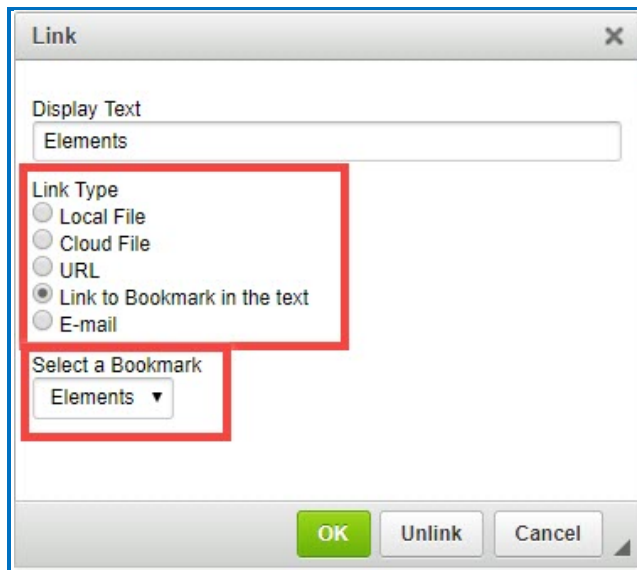 Link
Display Text
Elements
Link Type
Local File
Cloud File
URL
Link to Bookmark in the text
E-mail
Select a Bookmark
Elements
OK Unlink Cancel